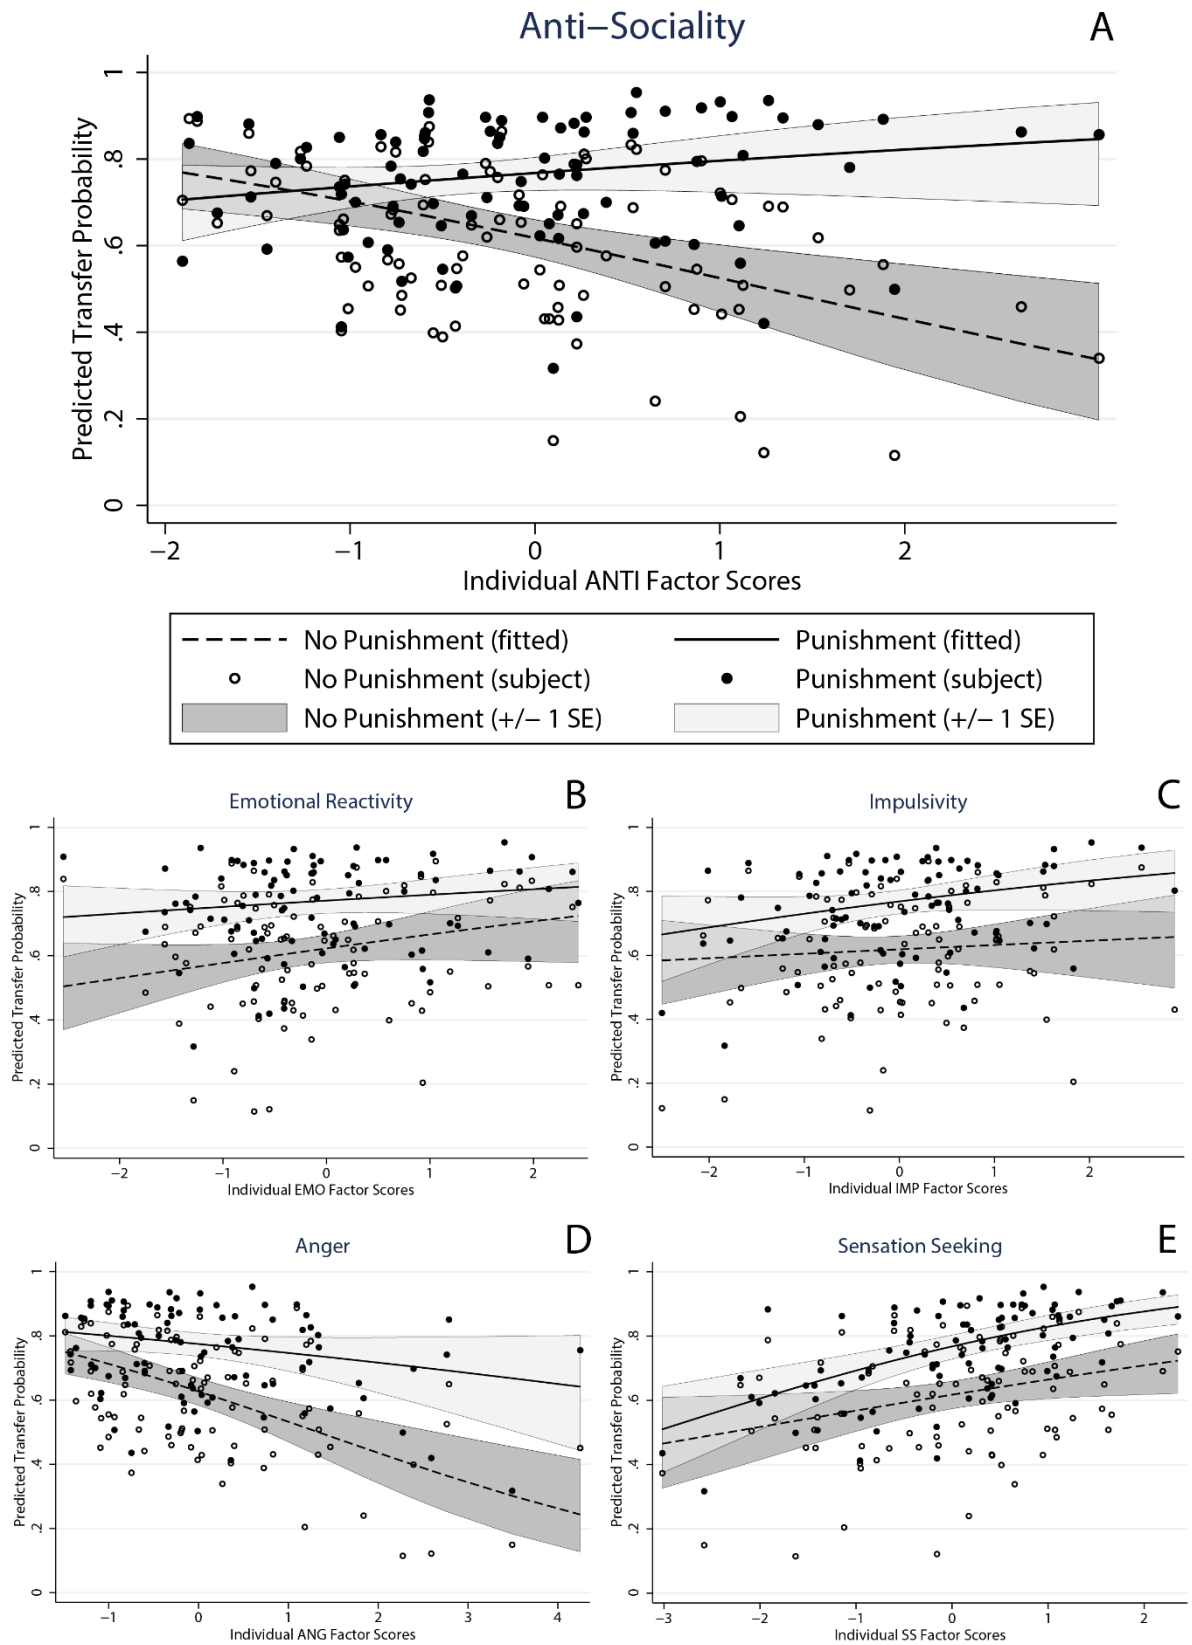 Anti−Sociality
A
Predicted Transfer Probability
1
.8
.6
.4
.2
0
−2 −1 0 1 2
Individual ANTI Factor Scores
No Punishment (fitted) Punishment (fitted)
No Punishment (subject) Punishment (subject)
No Punishment (+/− 1 SE) Punishment (+/− 1 SE)
Emotional Reactivity
B
Predicted Transfer Probability
1
.8
.6
.4
.2
0
−2 −1 0 1 2
Individual EMO Factor Scores
Impulsivity
C
Predicted Transfer Probability
1
.8
.6
.4
.2
0
−2 −1 0 1 2
Individual IMP Factor Scores
Anger
D
Predicted Transfer Probability
1
.8
.6
.4
.2
0
−1 0 1 2 3 4
Individual ANG Factor Scores
Sensation Seeking
E
Predicted Transfer Probability
1
.8
.6
.4
.2
0
−3 −2 −1 0 1 2
Individual SS Factor Scores